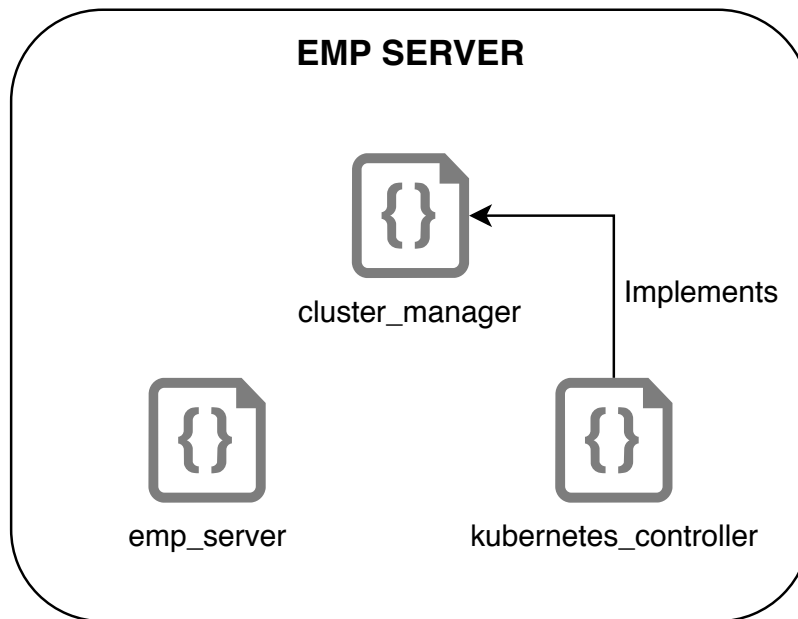 EMP SERVER
{}
cluster_manager
Implements
{}
{}
emp_server
kubernetes_controller